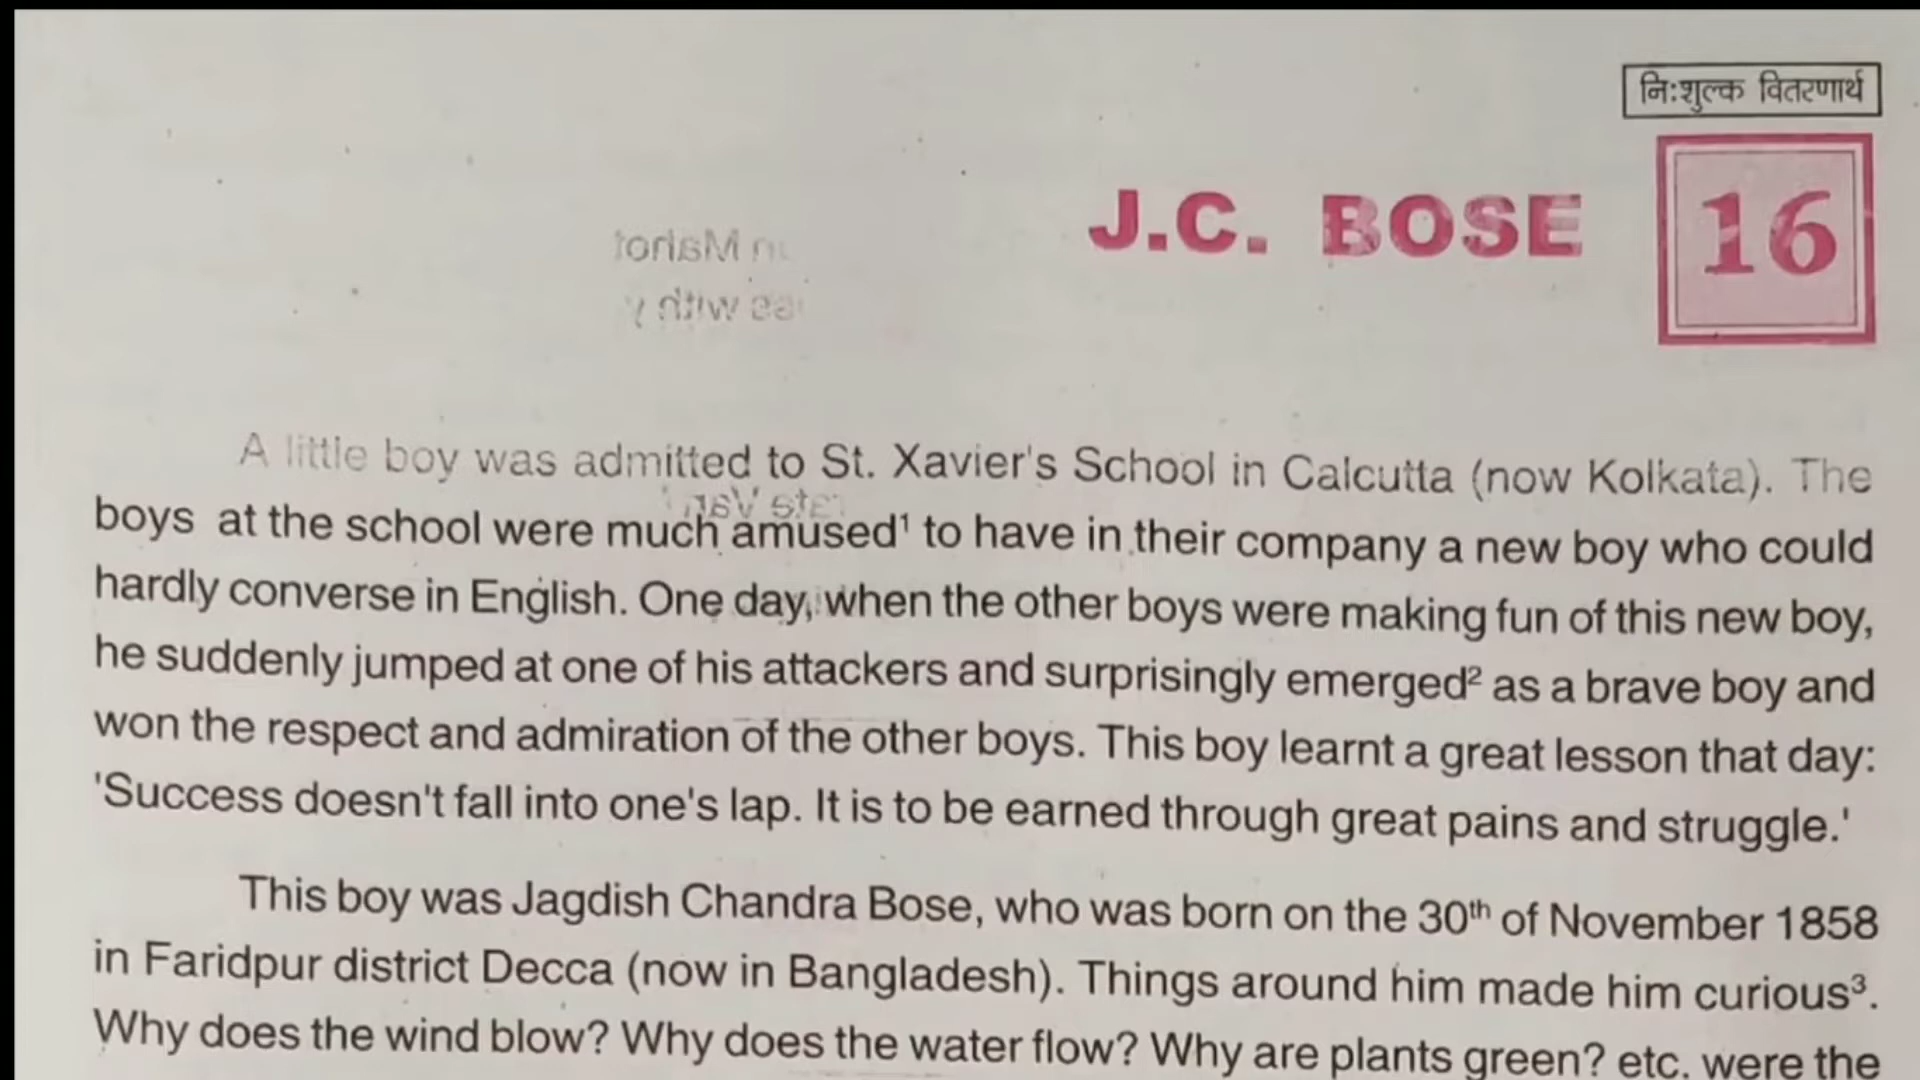 निःशुल्क वितरणार्थ
J.C. BOSE
16
A little boy was admitted to St. Xavier's School in Calcutta (now Kolkata). The
boys at the school were much amused¹ to have in their company a new boy who could
hardly converse in English. One day, when the other boys were making fun of this new boy,
he suddenly jumped at one of his attackers and surprisingly emerged² as a brave boy and
won the respect and admiration of the other boys. This boy learnt a great lesson that day:
'Success doesn't fall into one's lap. It is to be earned through great pains and struggle.'
This boy was Jagdish Chandra Bose, who was born on the 30th of November 1858
in Faridpur district Decca (now in Bangladesh). Things around him made him curious³.
Why does the wind blow? Why does the water flow? Why are plants green? etc. were the